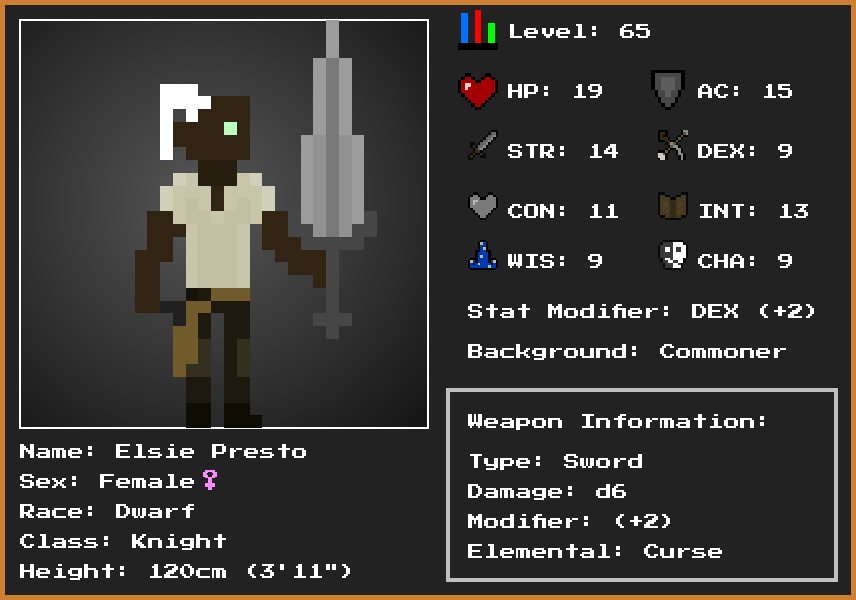 Level: 65
HP: 19
AC: 15
STR: 14
DEX: 9
CON: 11
INT: 13
WIS: 9
CHA: 9
Stat Modifier: DEX (+2)
Background: Commoner
Weapon Information:
Type: Sword
Damage: d6
Modifier: (+2)
Elemental: Curse
Name: Elsie Presto
Sex: Female♀
Race: Dwarf
Class: Knight
Height: 120cm (3'11")